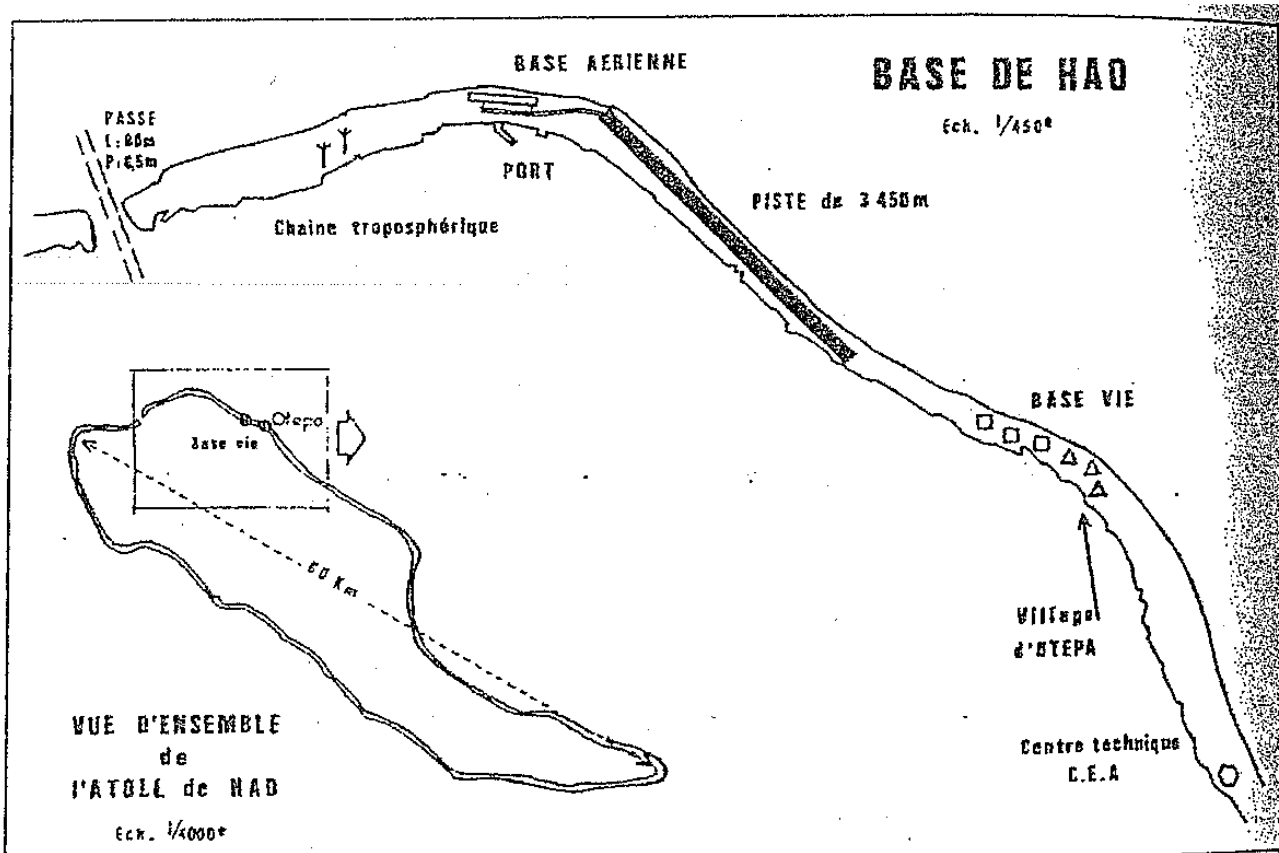 BASE DE HAO
Ech. 1/450e
BASE AERIENNE
PASSE
PORT
PISTE de 3 450m
Chaine troposphérique
BASE VIE
Otepa
Base vie
60 Km
Village
d'OTEPA
VUE D'ENSEMBLE
de
l'ATOLL de HAO
Ech. 1/4000e
Centre technique
C.E.A